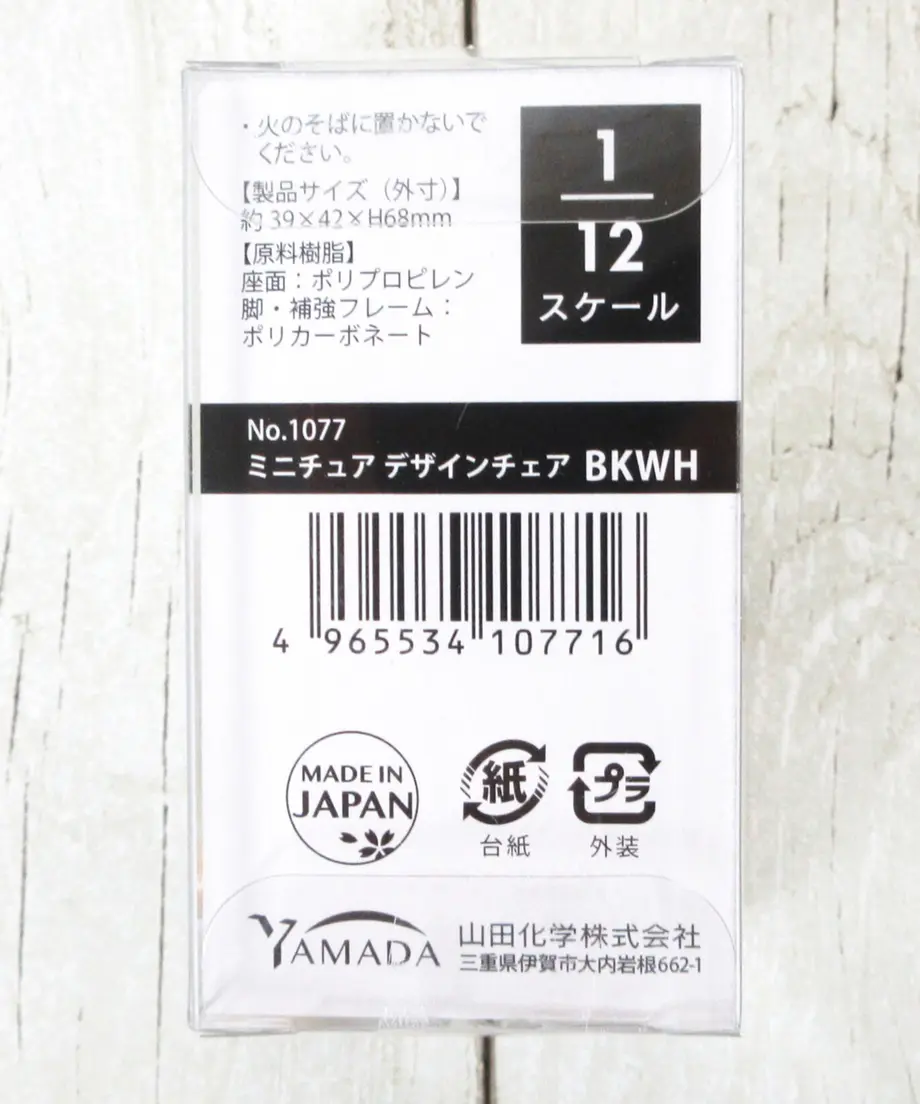 ・火のそばに置かないで
ください。
【製品サイズ（外寸）】
約 39×42×H68mm
【原料樹脂】
座面：ポリプロピレン
脚・補強フレーム：
ポリカーボネート
1
12
スケール
No.1077
ミニチュア デザインチェア BKWH
4 965534 107716
MADE IN
JAPAN
紙
台紙
プラ
外装
YAMADA
山田化学株式会社
三重県伊賀市大内岩根662-1